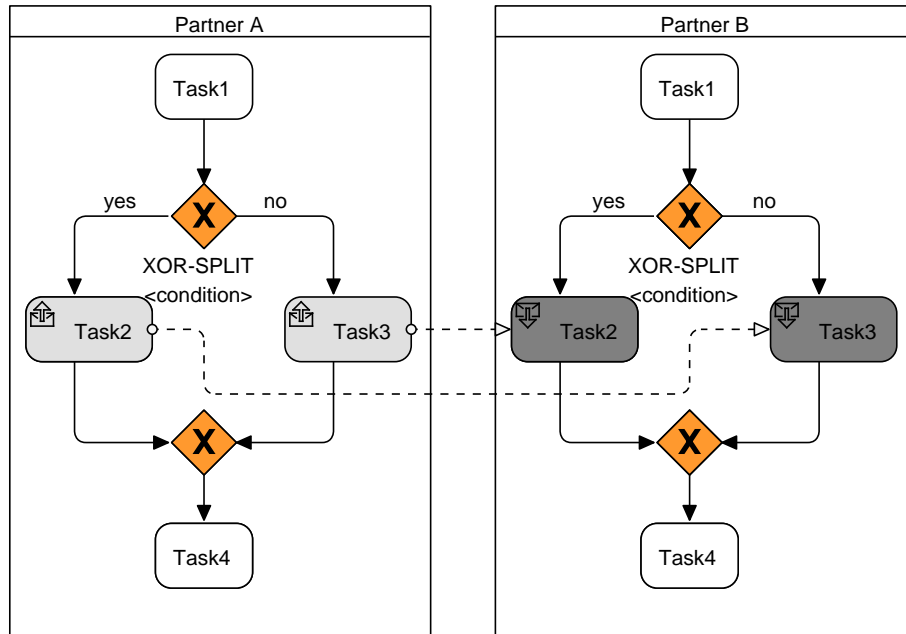 Partner A
Task1
X
yes
no
XOR-SPLIT
<condition>
Task2
Task3
X
Task4
Partner B
Task1
X
yes
no
XOR-SPLIT
<condition>
Task2
Task3
X
Task4